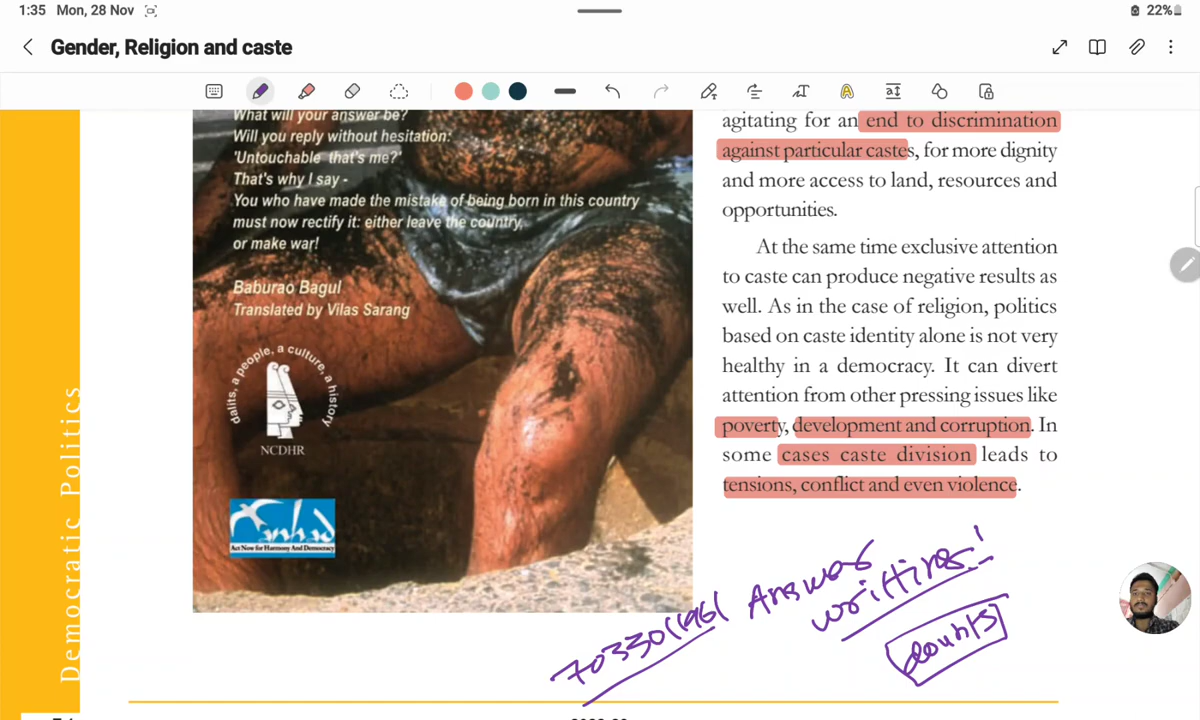 1:35 Mon, 28 Nov
22%
Gender, Religion and caste
What will your answer be?
Will you reply without hesitation:
'Untouchable that's me?'
That's why I say -
You who have made the mistake of being born in this country
must now rectify it: either leave the country,
or make war!
Baburao Bagul
Translated by Vilas Sarang
dalits, a people, a culture, a history
NCDHR
anhad
Act Now for Harmony And Democracy
Democratic Politics
agitating for an end to discrimination
against particular castes, for more dignity
and more access to land, resources and
opportunities.
At the same time exclusive attention
to caste can produce negative results as
well. As in the case of religion, politics
based on caste identity alone is not very
healthy in a democracy. It can divert
attention from other pressing issues like
poverty, development and corruption. In
some cases caste division leads to
tensions, conflict and even violence.
Answer
doubts